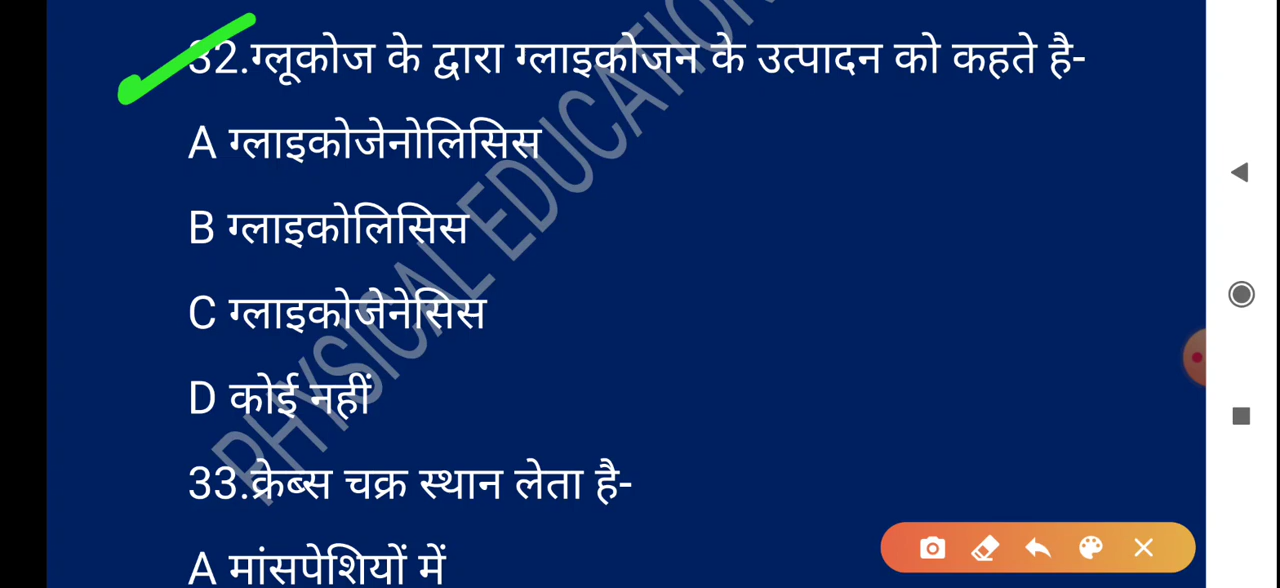 32.ग्लूकोज के द्वारा ग्लाइकोजन के उत्पादन को कहते है-
A ग्लाइकोजेनोलिसिस
B ग्लाइकोलिसिस
C ग्लाइकोजेनेसिस
D कोई नहीं
33.क्रेब्स चक्र स्थान लेता है-
A मांसपेशियों में
PHYSICAL EDUCATION